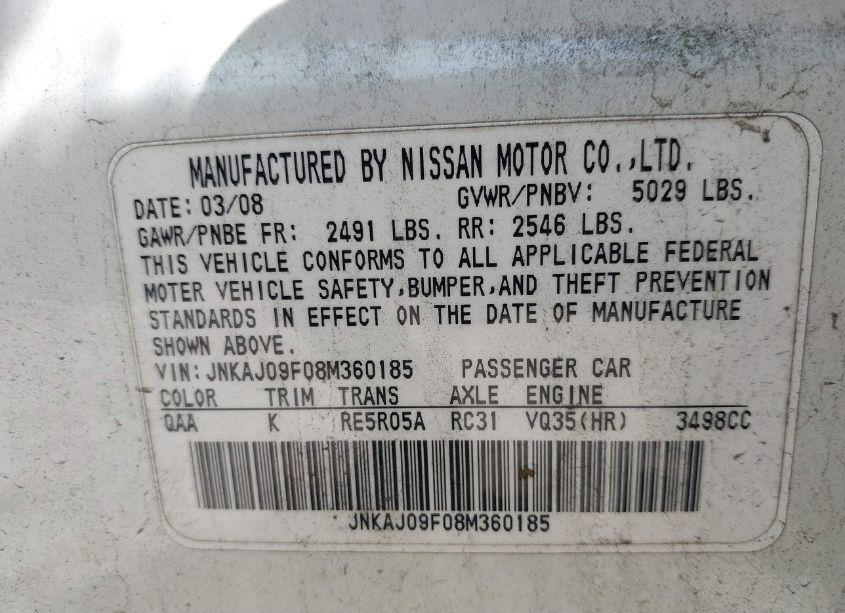 MANUFACTURED BY NISSAN MOTOR CO.,LTD.
DATE: 03/08 GVWR/PNBV: 5029 LBS.
GAWR/PNBE FR: 2491 LBS. RR: 2546 LBS.
THIS VEHICLE CONFORMS TO ALL APPLICABLE FEDERAL
MOTER VEHICLE SAFETY,BUMPER,AND THEFT PREVENTION
STANDARDS IN EFFECT ON THE DATE OF MANUFACTURE
SHOWN ABOVE.
VIN:JNKAJ09F08M360185 PASSENGER CAR
COLOR TRIM TRANS AXLE ENGINE
QAA K RE5R05A RC31 VQ35(HR) 3498CC
JNKAJ09F08M360185